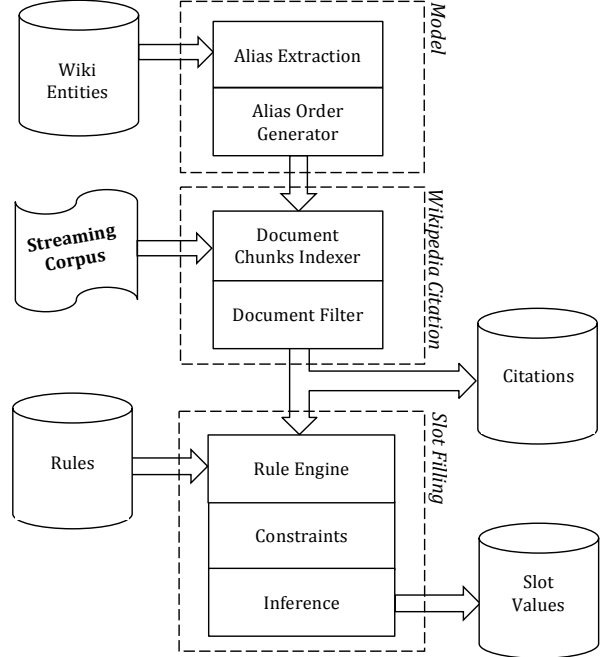 Model
Wiki
Entities
Alias Extraction
Alias Order
Generator
Wikipedia Citation
Streaming
Corpus
Document
Chunks Indexer
Document Filter
Citations
Slot Filling
Rules
Rule Engine
Constraints
Inference
Slot
Values